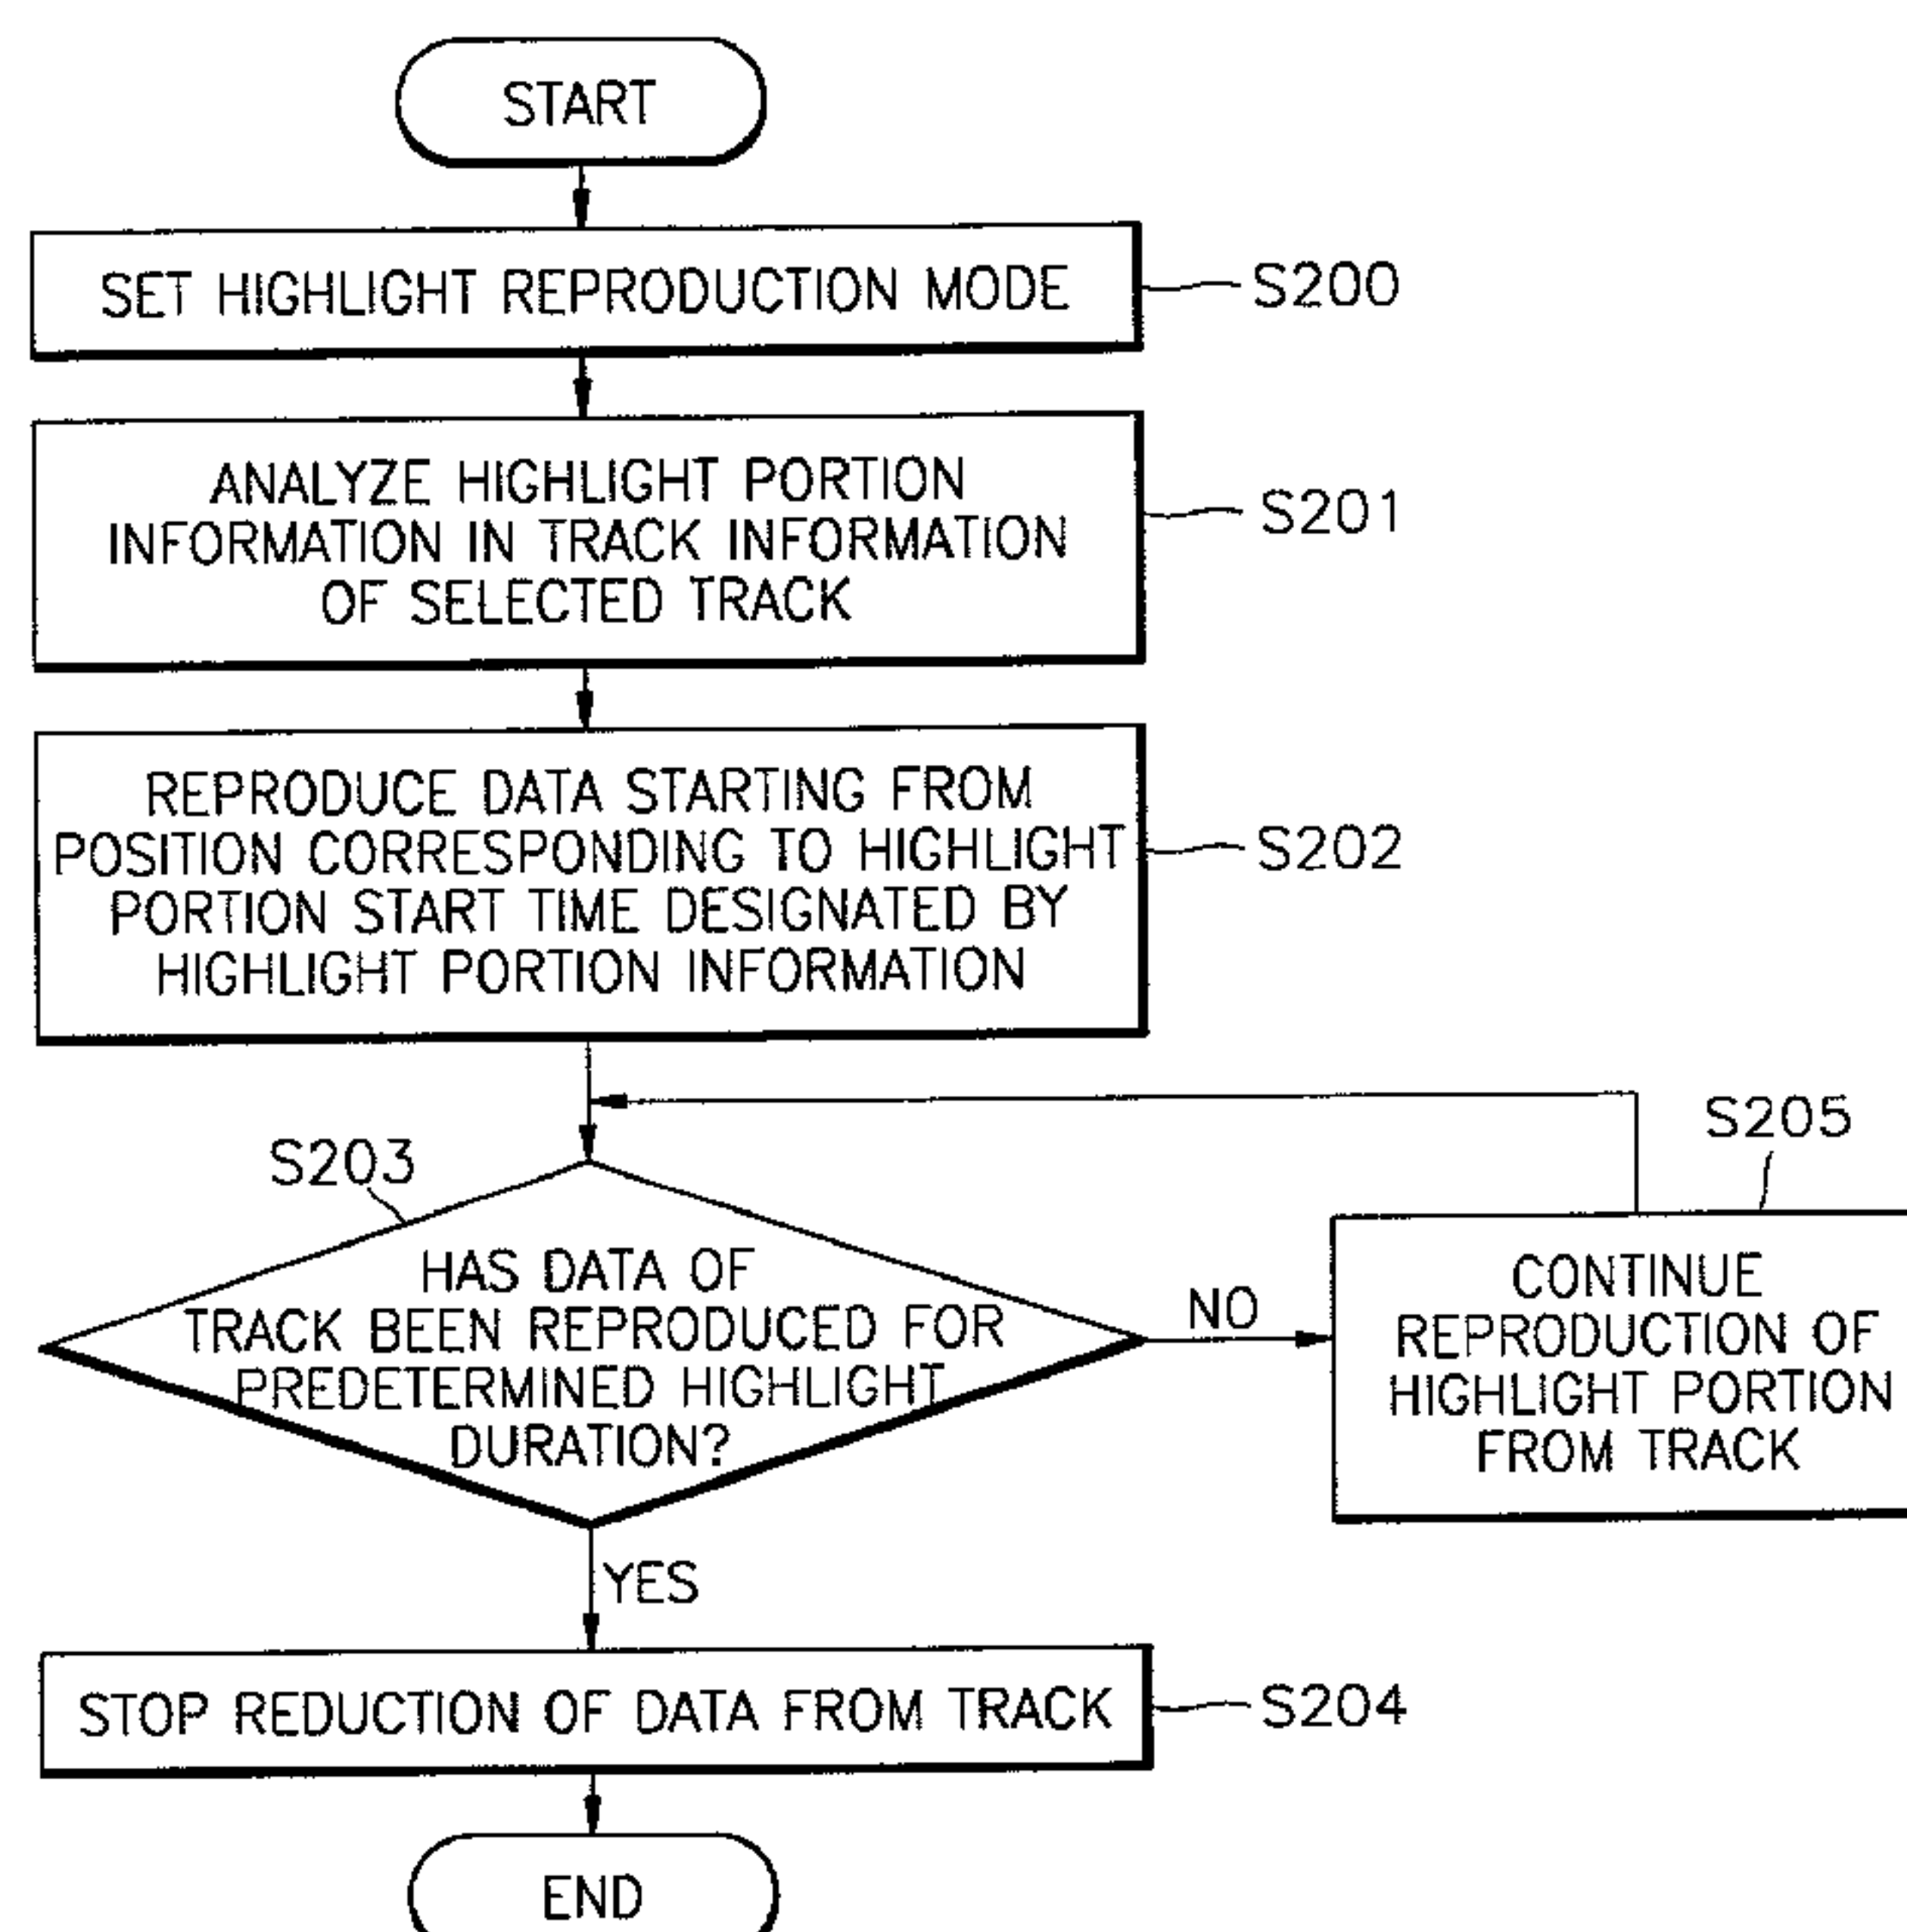 START
SET HIGHLIGHT REPRODUCTION MODE
S200
ANALYZE HIGHLIGHT PORTION
INFORMATION IN TRACK INFORMATION
OF SELECTED TRACK
S201
REPRODUCE DATA STARTING FROM
POSITION CORRESPONDING TO HIGHLIGHT
PORTION START TIME DESIGNATED BY
HIGHLIGHT PORTION INFORMATION
S202
S203
HAS DATA OF
TRACK BEEN REPRODUCED FOR
PREDETERMINED HIGHLIGHT
DURATION?
NO
S205
CONTINUE
REPRODUCTION OF
HIGHLIGHT PORTION
FROM TRACK
YES
STOP REDUCTION OF DATA FROM TRACK
S204
END